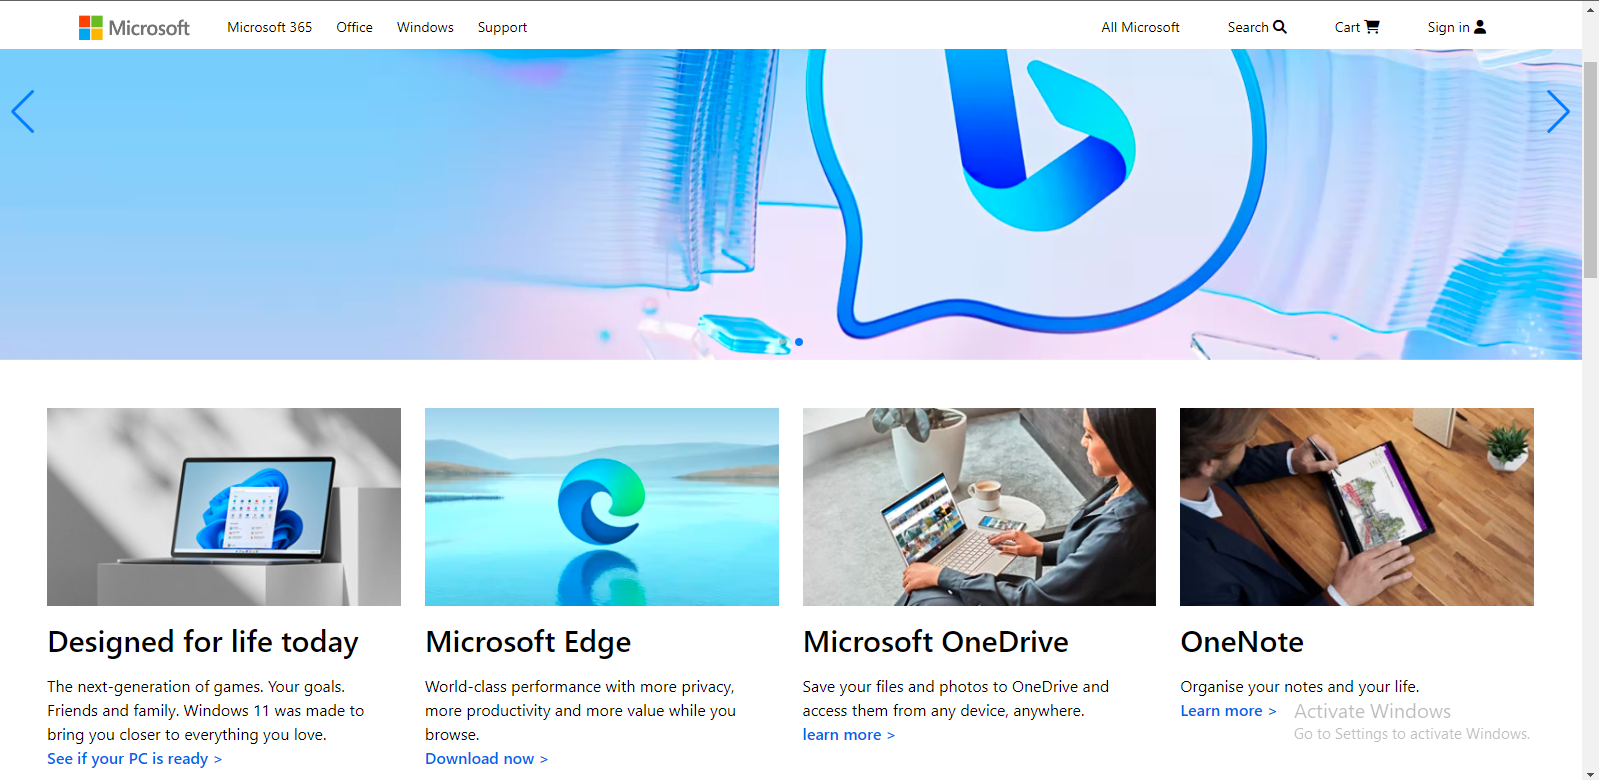 Microsoft Microsoft 365 Office Windows Support All Microsoft Search Cart Sign in
Designed for life today
The next-generation of games. Your goals.
Friends and family. Windows 11 was made to
bring you closer to everything you love.
See if your PC is ready >
Microsoft Edge
World-class performance with more privacy,
more productivity and more value while you
browse.
Download now >
Microsoft OneDrive
Save your files and photos to OneDrive and
access them from any device, anywhere.
learn more >
OneNote
Organise your notes and your life.
Learn more >
Activate Windows
Go to Settings to activate Windows.